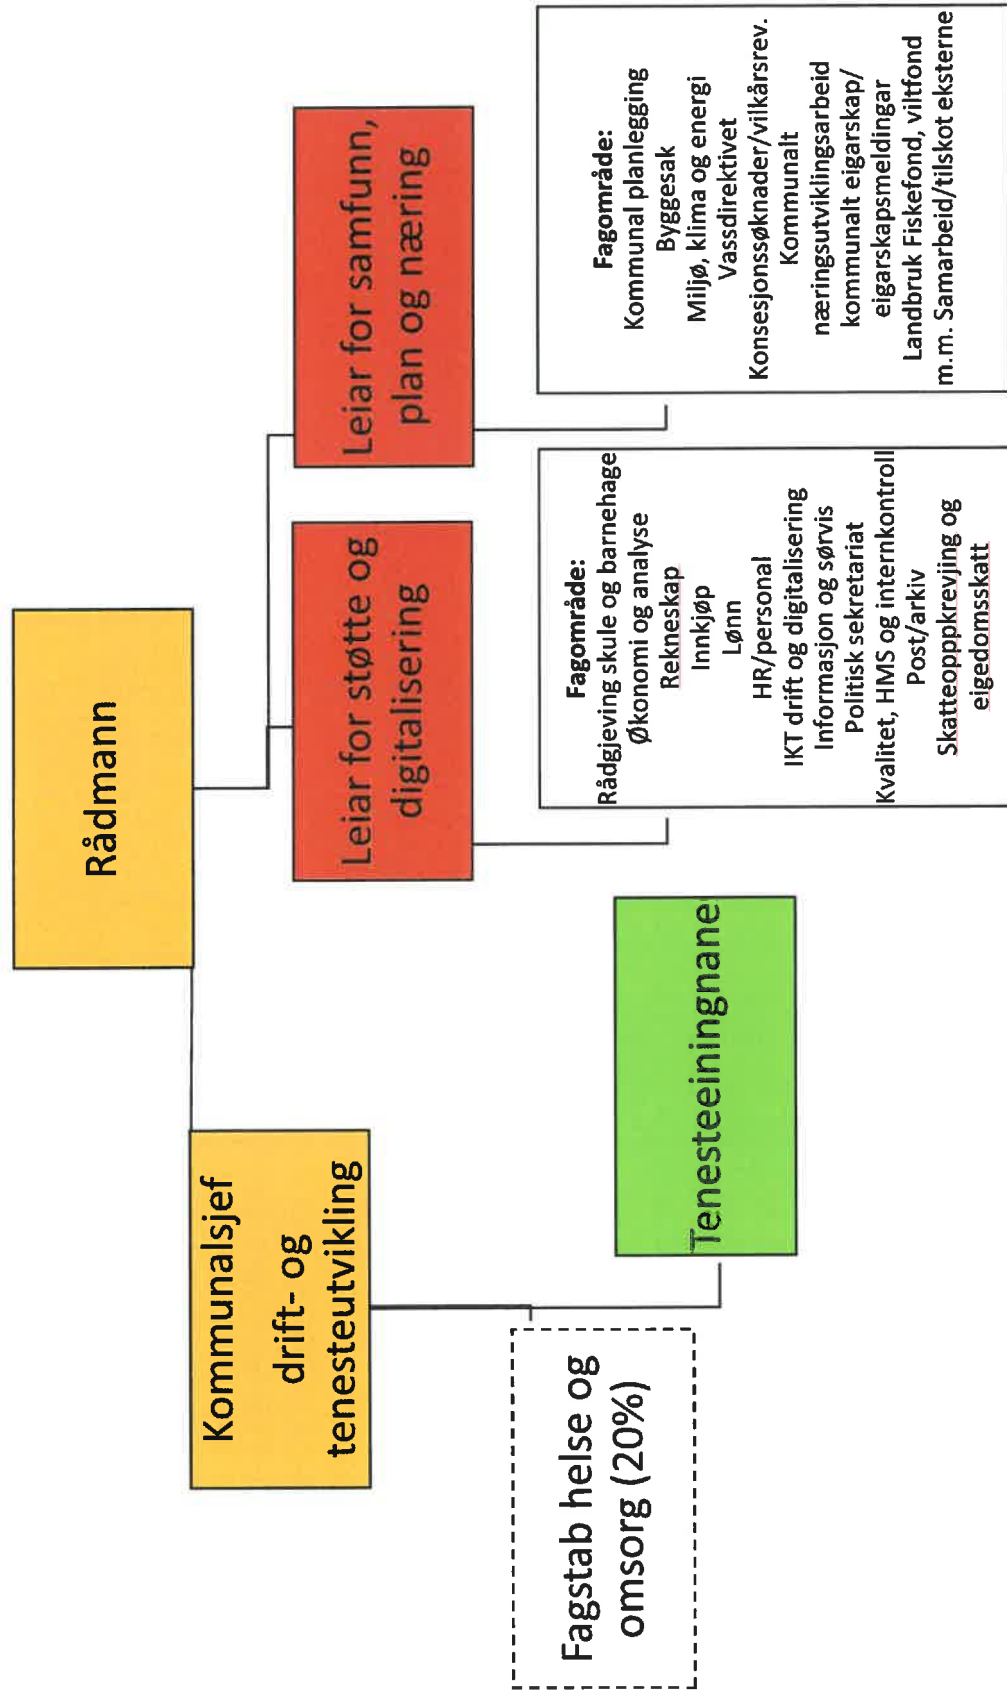 Rådmann
Kommunalsjef
drift- og
tenesteutvikling
Leiar for støtte og
digitalisering
Leiar for samfunn,
plan og næring
Fagstab helse og
omsorg (20%)
Tenesteeiningnane
Fagområde:
Rådgjeving skule og barnehage
Økonomi og analyse
Rekneskap
Innkjøp
Lønn
HR/personal
IKT drift og digitalisering
Informasjon og sørvis
Politisk sekretariat
Kvalitet, HMS og internkontroll
Post/arkiv
Skatteopppkrevjing og
eigedomsskatt
Fagområde:
Kommunal planlegging
Byggesak
Miljø, klima og energi
Vassdirektivet
Konsesjonssøknader/vilkårsrev.
Kommunalt
næringsutviklingsarbeid
kommunalt eigarskap/
eigarskapsmeldingar
Landbruk Fiskefond, viltfond
m.m. Samarbeid/tilskot eksterne